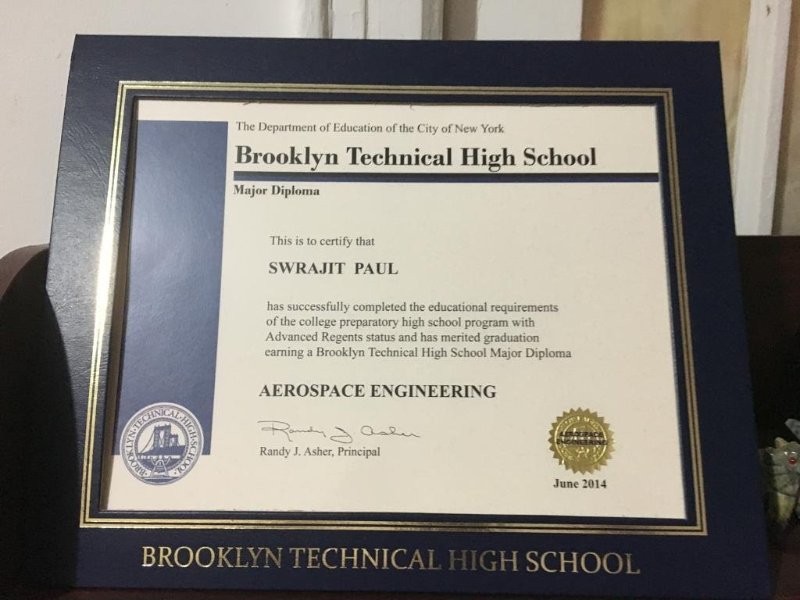 The Department of Education of the City of New York
Brooklyn Technical High School
Major Diploma
This is to certify that
SWRAJIT PAUL
has successfully completed the educational requirements
of the college preparatory high school program with
Advanced Regents status and has merited graduation
earning a Brooklyn Technical High School Major Diploma
AEROSPACE ENGINEERING
Randy J Asher
Randy J. Asher, Principal
BROOKLYN·TECHNICAL·HIGH·SCHOOL
AEROSPACE
ENGINEERING
June 2014
BROOKLYN TECHNICAL HIGH SCHOOL